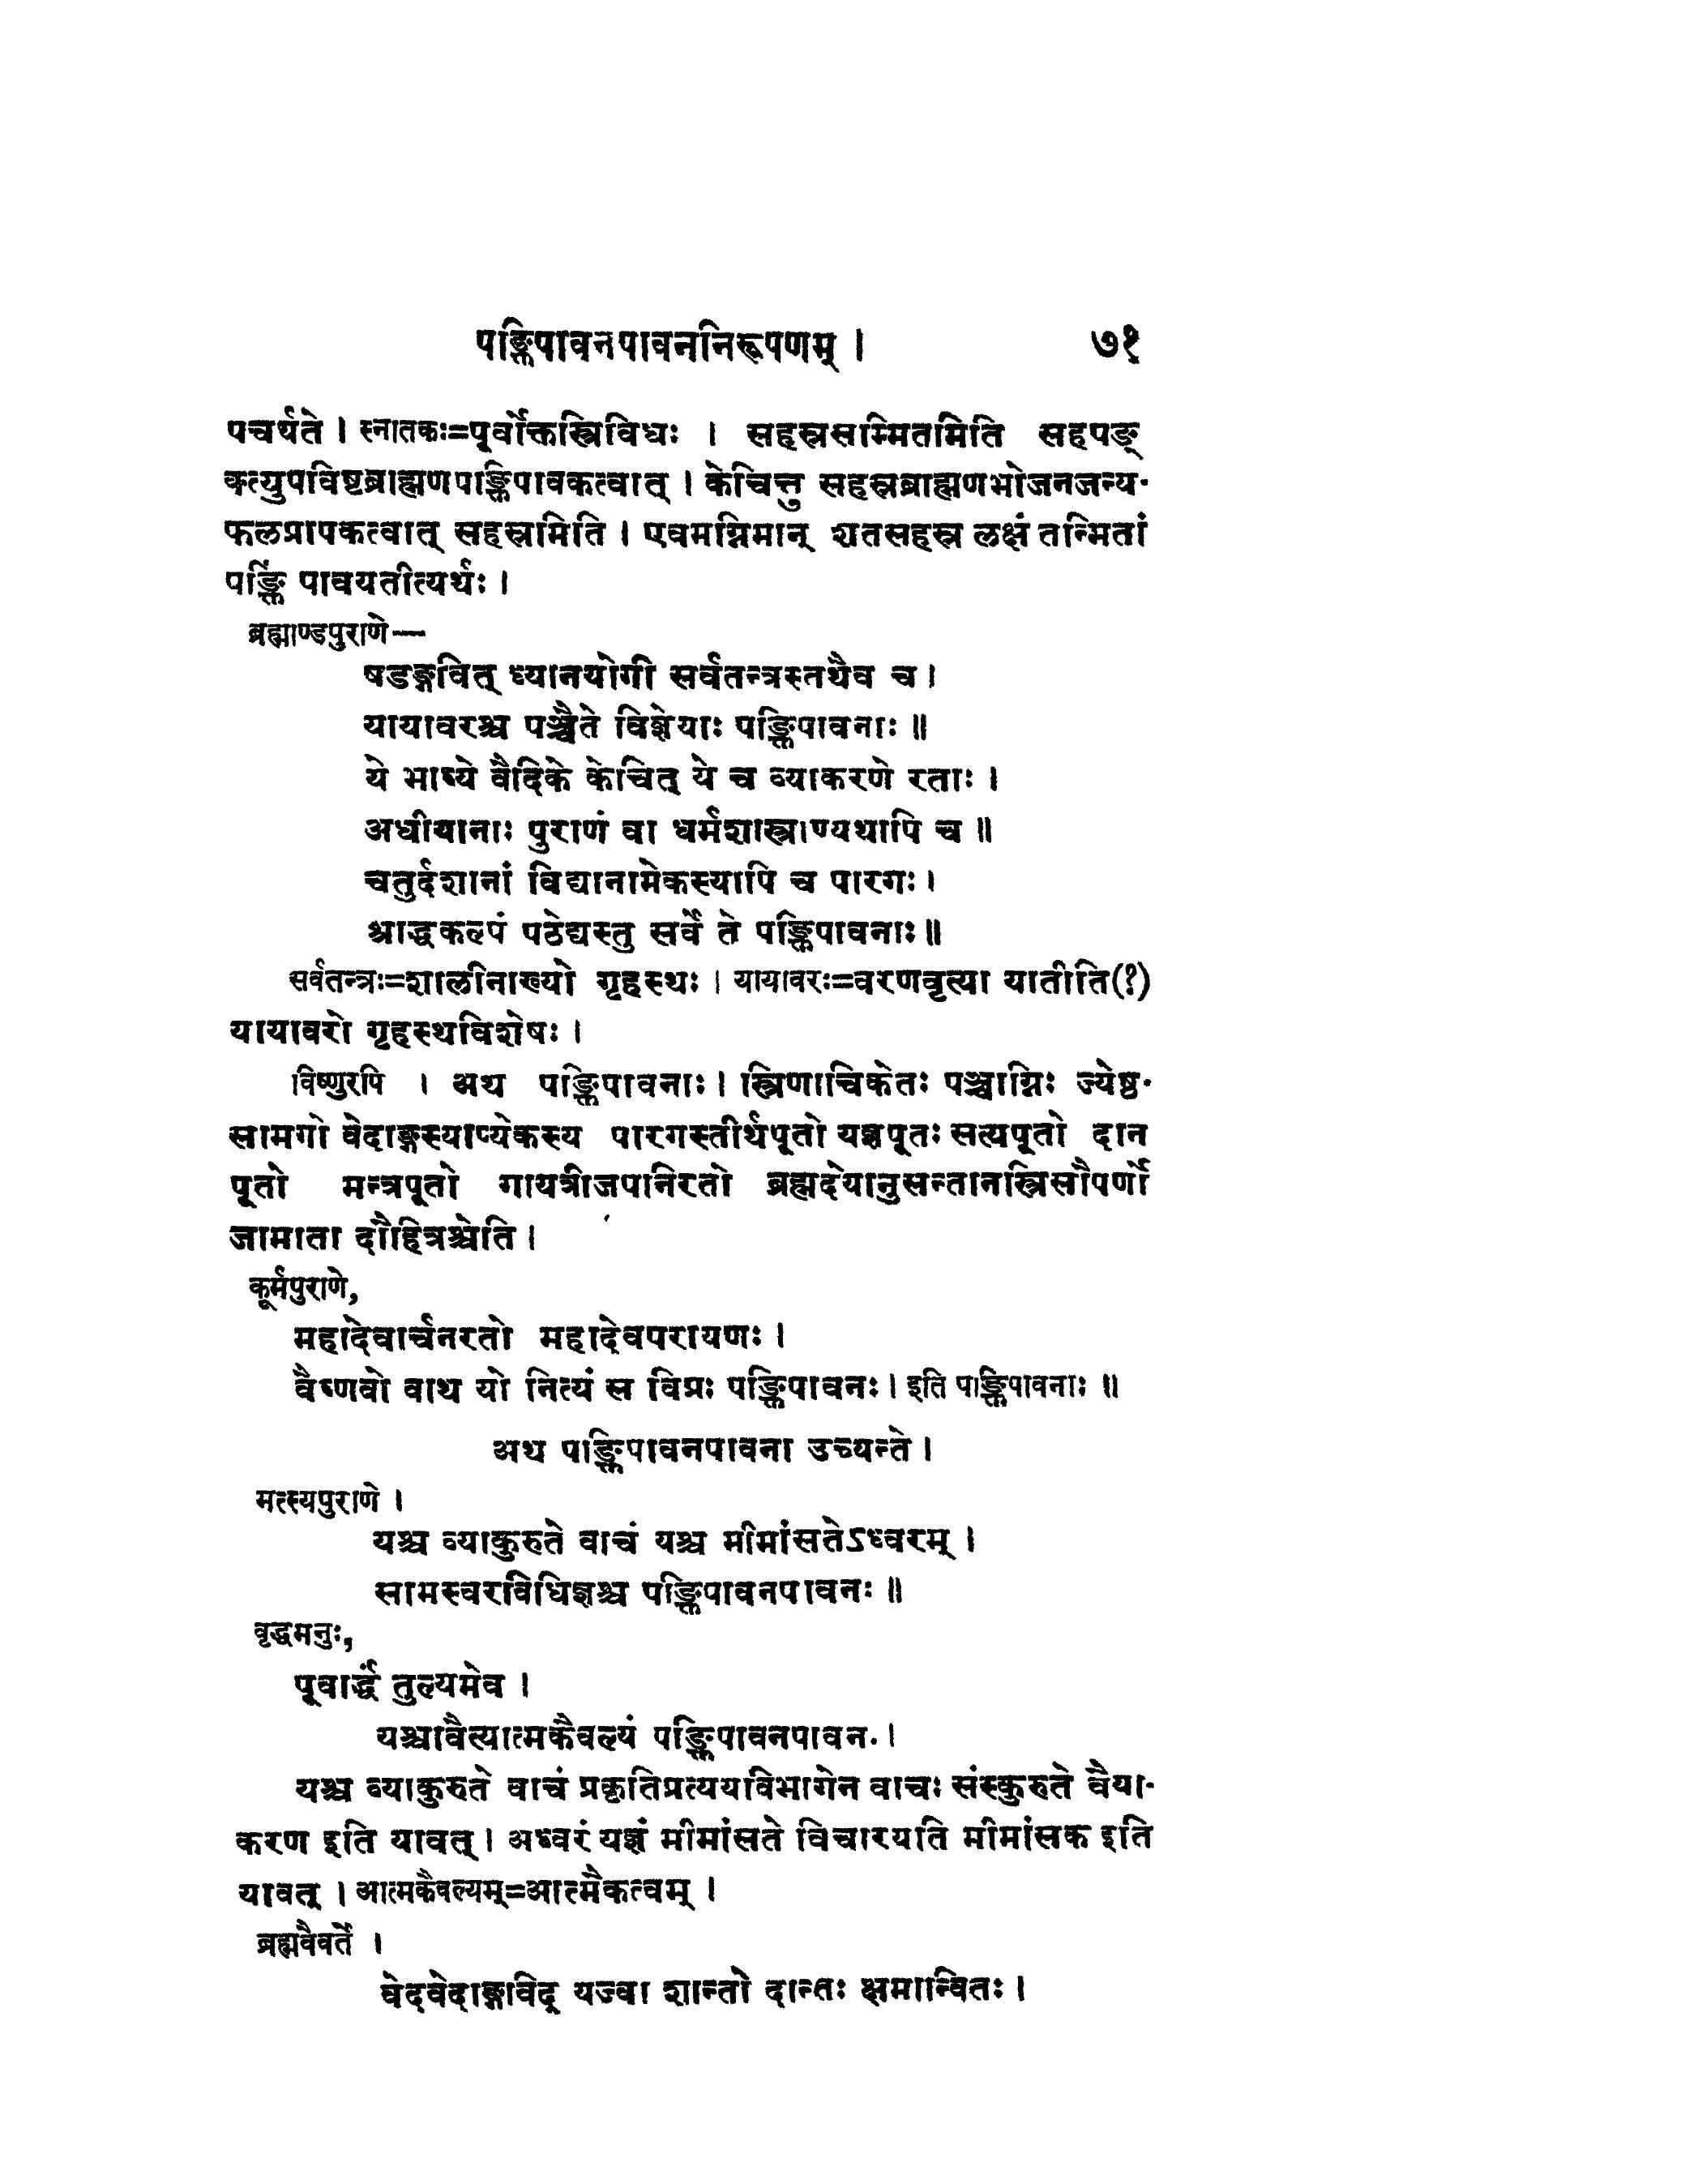 पङ्क्तिपावनपावननिरूपणम् । ७१
पचर्यते । स्नातकः=पूर्वोक्तस्त्रिविधः । सहस्रसम्मितमिति सहपङ्
क्त्युपविष्टब्राह्मणपाङ्क्तिपावकत्वात् । केचित्तु सहस्रब्राह्मणभोजनजन्य-
फलप्रापकत्वात् सहस्रमिति । एवमग्निमान् शतसहस्र लक्षं तन्मितां
पङ्क्तिं पावयतीत्यर्थः ।
ब्रह्माण्डपुराणे—
षडङ्गवित् ध्यानयोगी सर्वतन्त्रस्तथैव च ।
यायावरश्च पञ्चैते विज्ञेयाः पङ्क्तिपावनाः ॥
ये भाष्ये वैदिके केचित् ये च व्याकरणे रताः ।
अधीयानाः पुराणं वा धर्मशास्त्राण्यथापि च ॥
चतुर्दशानां विद्यानामेकस्यापि च पारगः ।
श्राद्धकल्पं पठेद्यस्तु सर्वे ते पङ्क्तिपावनाः ॥
सर्वतन्त्रः=शालीनाख्यो गृहस्थः । यायावरः=वरणवृत्या यातीति(१)
यायावरो गृहस्थविशेषः ।
विष्णुरपि । अथ पङ्क्तिपावनाः । स्त्रिणाचिकेतः पञ्चाग्निः ज्येष्ठ-
सामगो वेदाङ्गस्याप्येकस्य पारगस्तीर्थपूतो यज्ञपूतः सत्यपूतो दान
पूतो मन्त्रपूतो गायत्रीजपनिरतो ब्रह्मदेयानुसन्तानस्त्रिसौपर्णो
जामाता दौहित्रश्चेति ।
कूर्मपुराणे,
महादेवार्चनरतो महादेवपरायणः ।
वैष्णवो वाथ यो नित्यं स विप्रः पङ्क्तिपावनः । इति पाङ्क्तिपावनाः ॥
अथ पङ्क्तिपावनपावना उच्यन्ते ।
मत्स्यपुराणे ।
यश्च व्याकुरुते वाचं यश्च मीमांसतेऽध्वरम् ।
सामस्वरविधिज्ञश्च पङ्क्तिपावनपावनः ॥
वृद्धमनुः,
पूवार्द्धं तुल्यमेव ।
यश्चावैत्यात्मकैवल्यं पङ्क्तिपावनपावन. ।
यश्च व्याकुरुते वाचं प्रकृतिप्रत्ययविभागेन वाचः संस्कुरुते वैया-
करण इति यावत् । अध्वरं यज्ञं मीमांसते विचारयति मीमांसक इति
यावत् । आत्मकैवल्यम्=आत्मैकत्वम् ।
ब्रह्मवैवर्ते ।
वेदवेदाङ्गविद् यज्वा शान्तो दान्तः क्षमान्वितः ।